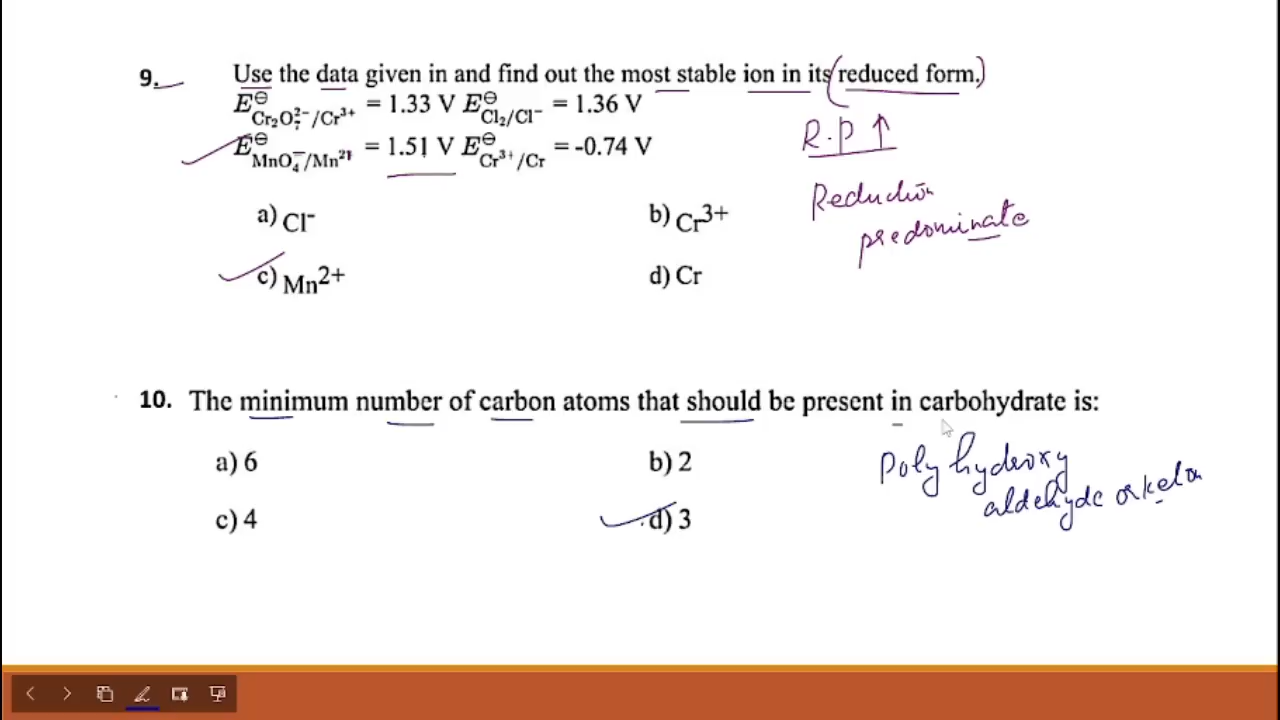 9. Use the data given in and find out the most stable ion in its (reduced form.)
E⊖Cr₂O₇²⁻/Cr³⁺ = 1.33 V E⊖Cl₂/Cl⁻ = 1.36 V
E⊖MnO₄⁻/Mn²⁺ = 1.51 V E⊖Cr³⁺/Cr = -0.74 V
R.P ↑
Reduction
predominate
a) Cl⁻ b) Cr³⁺
c) Mn²⁺ d) Cr
10. The minimum number of carbon atoms that should be present in carbohydrate is:
a) 6 b) 2
Poly hydroxy
aldehyde or keton
c) 4 d) 3